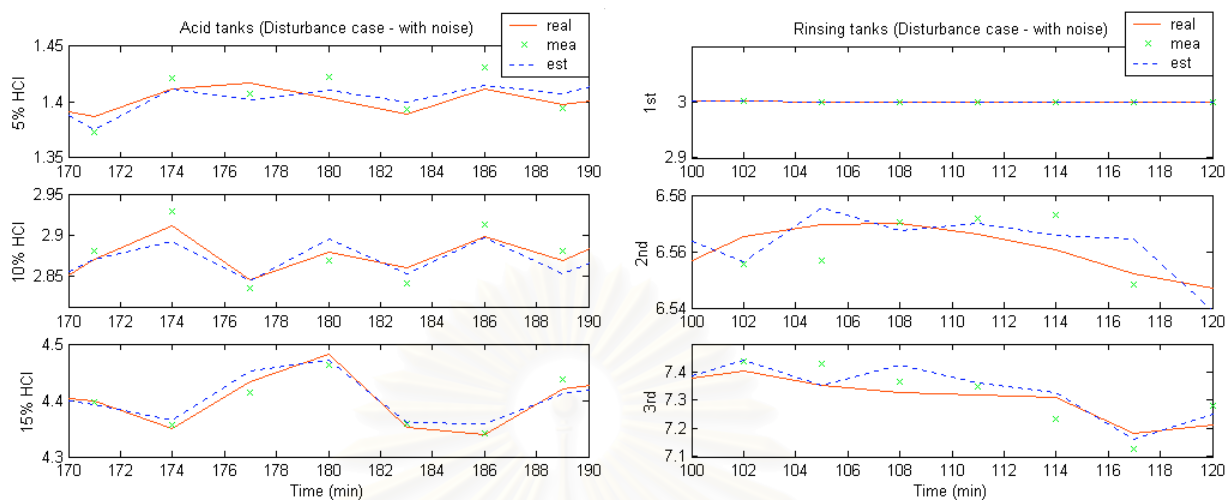 Acid tanks (Disturbance case - with noise)
real
mea
est
1.45
1.4
1.35
5% HCl
170 172 174 176 178 180 182 184 186 188 190
2.95
2.9
2.85
10% HCl
170 172 174 176 178 180 182 184 186 188 190
4.5
4.4
4.3
15% HCl
170 172 174 176 178 180 182 184 186 188 190
Time (min)
Rinsing tanks (Disturbance case - with noise)
real
mea
est
3
2.9
1st
100 102 104 106 108 110 112 114 116 118 120
6.58
6.56
6.54
2nd
100 102 104 106 108 110 112 114 116 118 120
7.4
7.3
7.2
7.1
3rd
100 102 104 106 108 110 112 114 116 118 120
Time (min)